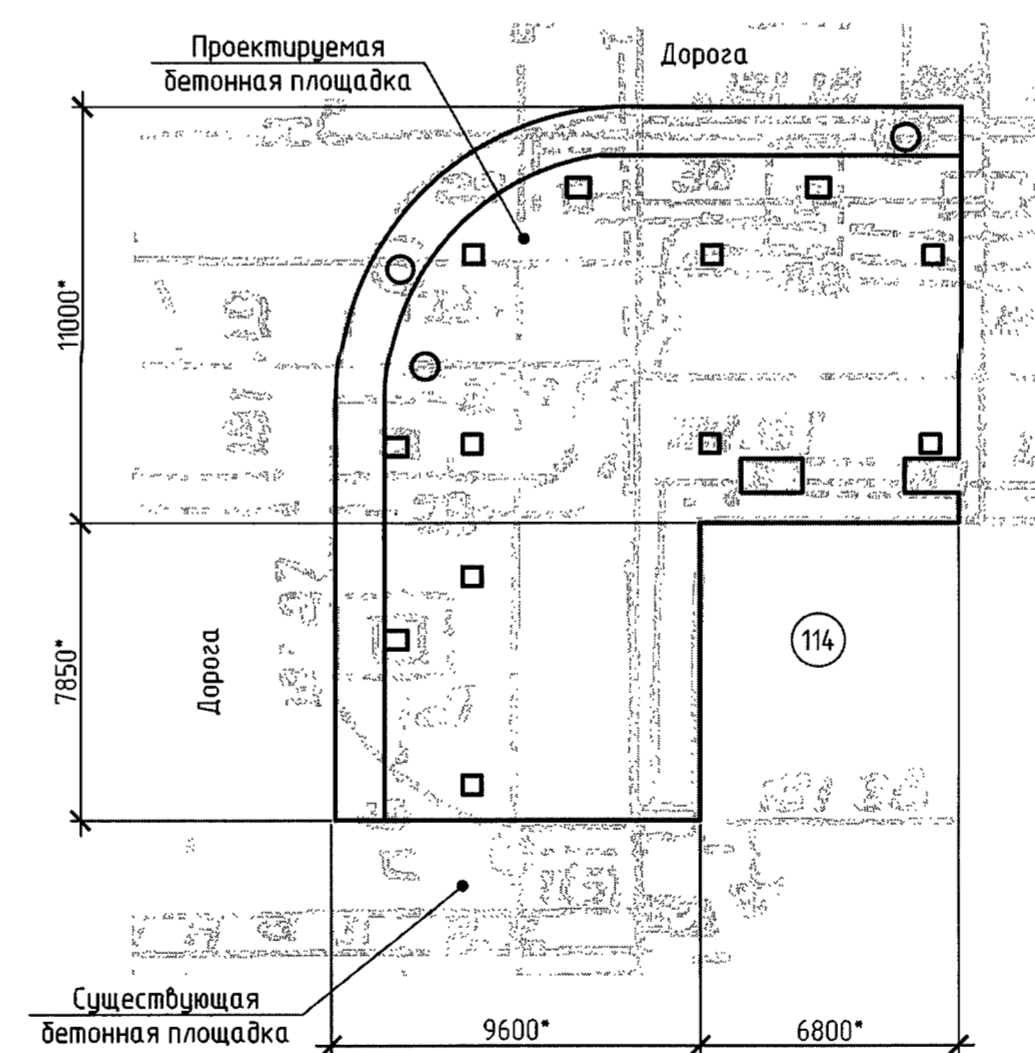 Проектируемая
бетонная площадка
Дорога
11000*
7850*
Дорога
114
Существующая
бетонная площадка
9600*
6800*